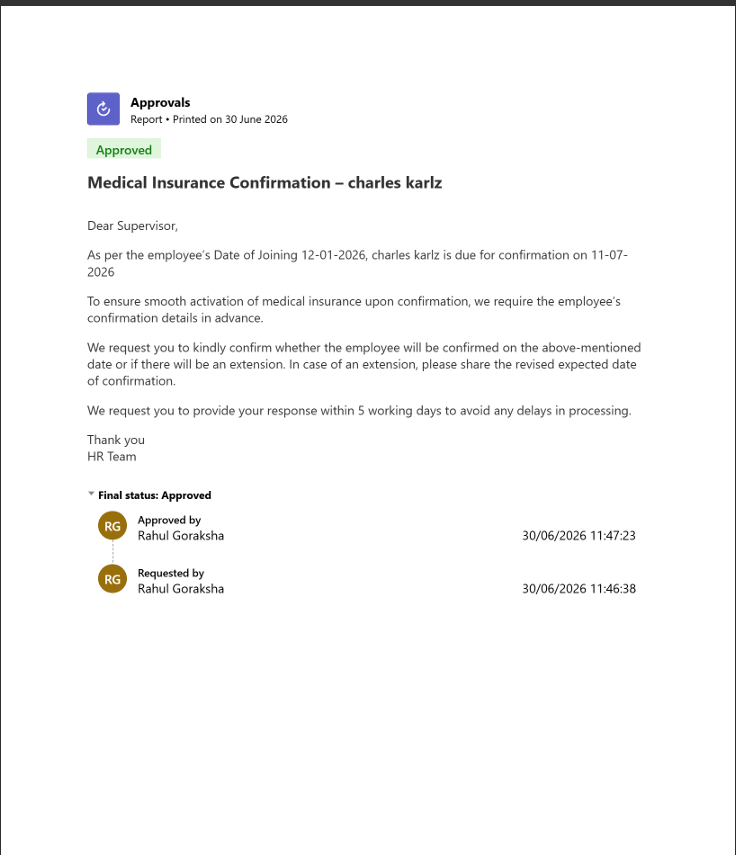 Approvals
Report • Printed on 30 June 2026
Approved
Medical Insurance Confirmation – charles karlz
Dear Supervisor,
As per the employee's Date of Joining 12-01-2026, charles karlz is due for confirmation on 11-07-
2026
To ensure smooth activation of medical insurance upon confirmation, we require the employee's
confirmation details in advance.
We request you to kindly confirm whether the employee will be confirmed on the above-mentioned
date or if there will be an extension. In case of an extension, please share the revised expected date
of confirmation.
We request you to provide your response within 5 working days to avoid any delays in processing.
Thank you
HR Team
Final status: Approved
RG Approved by
Rahul Goraksha 30/06/2026 11:47:23
RG Requested by
Rahul Goraksha 30/06/2026 11:46:38